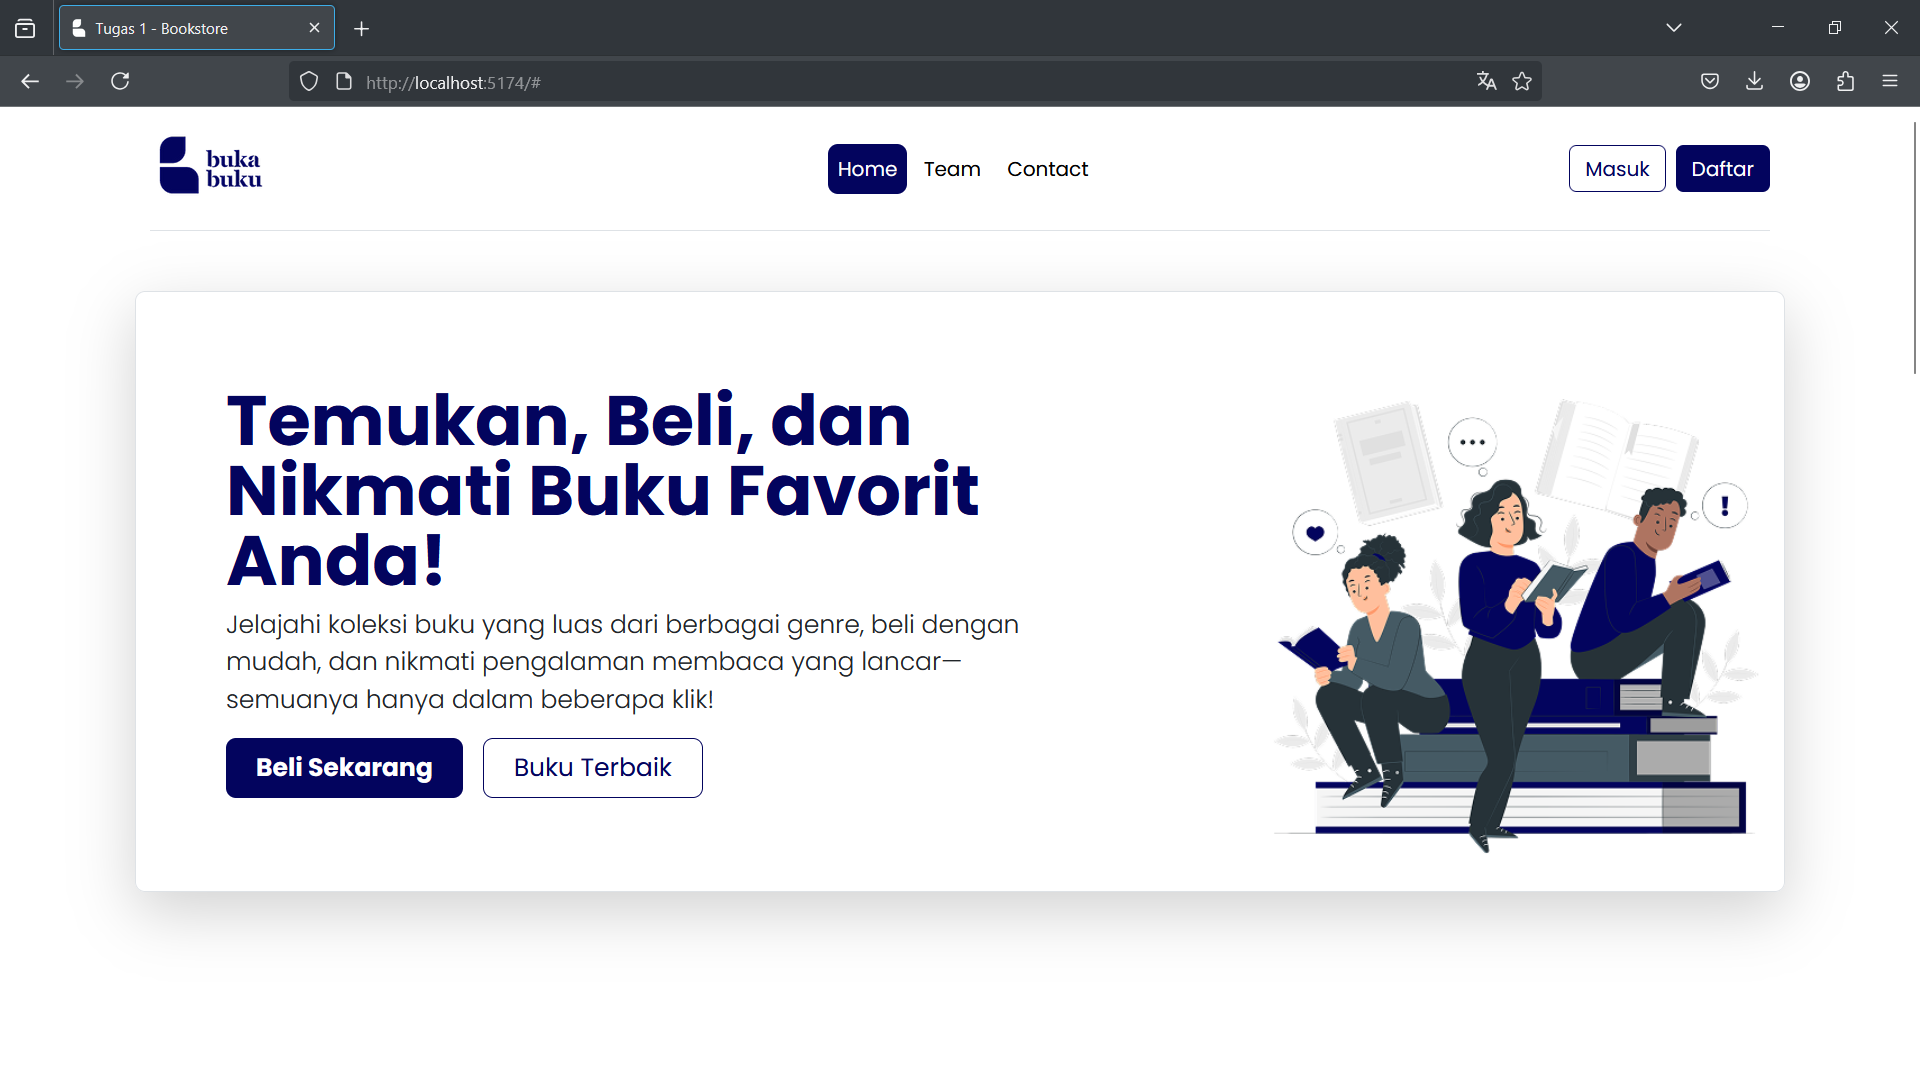 Tugas 1 - Bookstore
http://localhost:5174/#
buka
buku
Home Team Contact
Masuk Daftar
Temukan, Beli, dan
Nikmati Buku Favorit
Anda!
Jelajahi koleksi buku yang luas dari berbagai genre, beli dengan
mudah, dan nikmati pengalaman membaca yang lancar—
semuanya hanya dalam beberapa klik!
Beli Sekarang Buku Terbaik